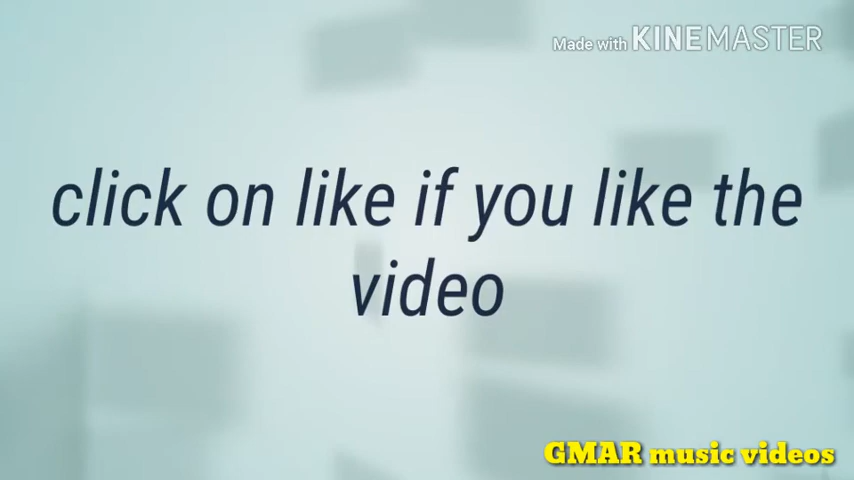 Made with KINEMASTER
click on like if you like the
video
GMAR music videos